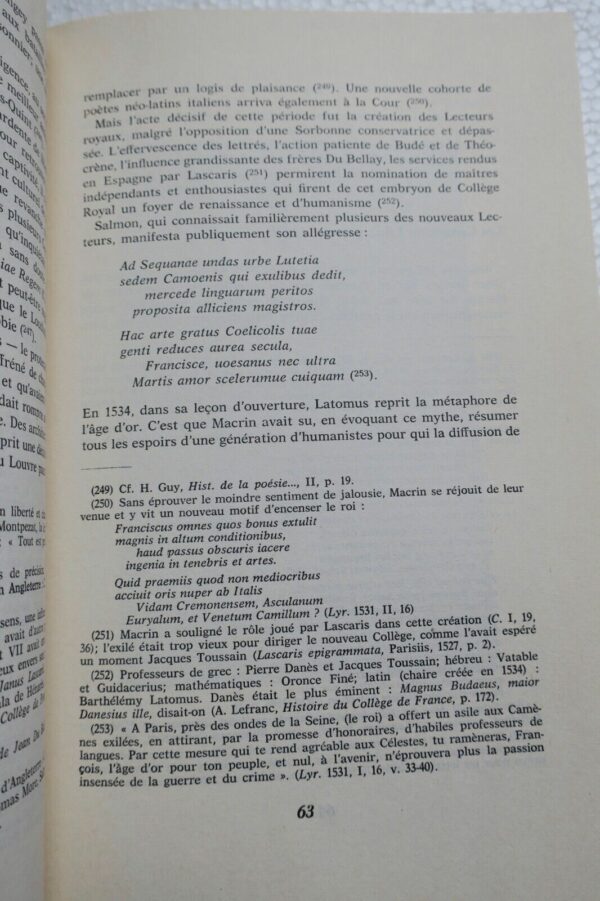 remplacer par un logis de plaisance (249). Une nouvelle cohorte de
poètes néo-latins italiens arriva également à la Cour (250).
Mais l'acte décisif de cette période fut la création des Lecteurs
royaux, malgré l'opposition d'une Sorbonne conservatrice et dépas-
sée. L'effervescence des lettrés, l'action patiente de Budé et de Théo-
crène, l'influence grandissante des frères Du Bellay, les services rendus
en Espagne par Lascaris (251) permirent la nomination de maîtres
indépendants et enthousiastes qui firent de cet embryon de Collège
Royal un foyer de renaissance et d'humanisme (252).
Salmon, qui connaissait familièrement plusieurs des nouveaux Lec-
teurs, manifesta publiquement son allégresse :
Ad Sequanae undas urbe Lutetia
sedem Camoenis qui exulibus dedit,
mercede linguarum peritos
proposita alliciens magistros.
Hac arte gratus Coelicolis tuae
genti reduces aurea secula,
Francisce, uoesanus nec ultra
Martis amor scelerumue cuiquam (253).
En 1534, dans sa leçon d'ouverture, Latomus reprit la métaphore de
l'âge d'or. C'est que Macrin avait su, en évoquant ce mythe, résumer
tous les espoirs d'une génération d'humanistes pour qui la diffusion de
(249) Cf. H. Guy, Hist. de la poésie..., II, p. 19.
(250) Sans éprouver le moindre sentiment de jalousie, Macrin se réjouit de leur
venue et y vit un nouveau motif d'encenser le roi :
Franciscus omnes quos bonus extulit
magnis in altum conditionibus,
haud passus obscuris iacere
ingenia in tenebris et artes.
Quid praemiis quod non mediocribus
acciuit oris nuper ab Italis
Vidam Cremonensem, Asculanum
Euryalum, et Venetum Camillum ? (Lyr. 1531, II, 16)
(251) Macrin a souligné le rôle joué par Lascaris dans cette création (C. I, 19,
36); l'exilé était trop vieux pour diriger le nouveau Collège, comme l'avait espéré
un moment Jacques Toussain (Lascaris epigrammata, Parisiis, 1527, p. 2).
(252) Professeurs de grec : Pierre Danès et Jacques Toussain; hébreu : Vatable
et Guidacerius; mathématiques : Oronce Finé; latin (chaire créée en 1534) :
Barthélémy Latomus. Danès était le plus éminent : Magnus Budaeus, maior
Danesius ille, disait-on (A. Lefranc, Histoire du Collège de France, p. 172).
(253) « A Paris, près des ondes de la Seine, (le roi) a offert un asile aux Camè-
nes exilées, en attirant, par la promesse d'honoraires, d'habiles professeurs de
langues. Par cette mesure qui te rend agréable aux Célestes, tu ramèneras, Fran-
çois, l'âge d'or pour ton peuple, et nul, à l'avenir, n'éprouvera plus la passion
insensée de la guerre et du crime ». (Lyr. 1531, I, 16, v. 33-40).
63